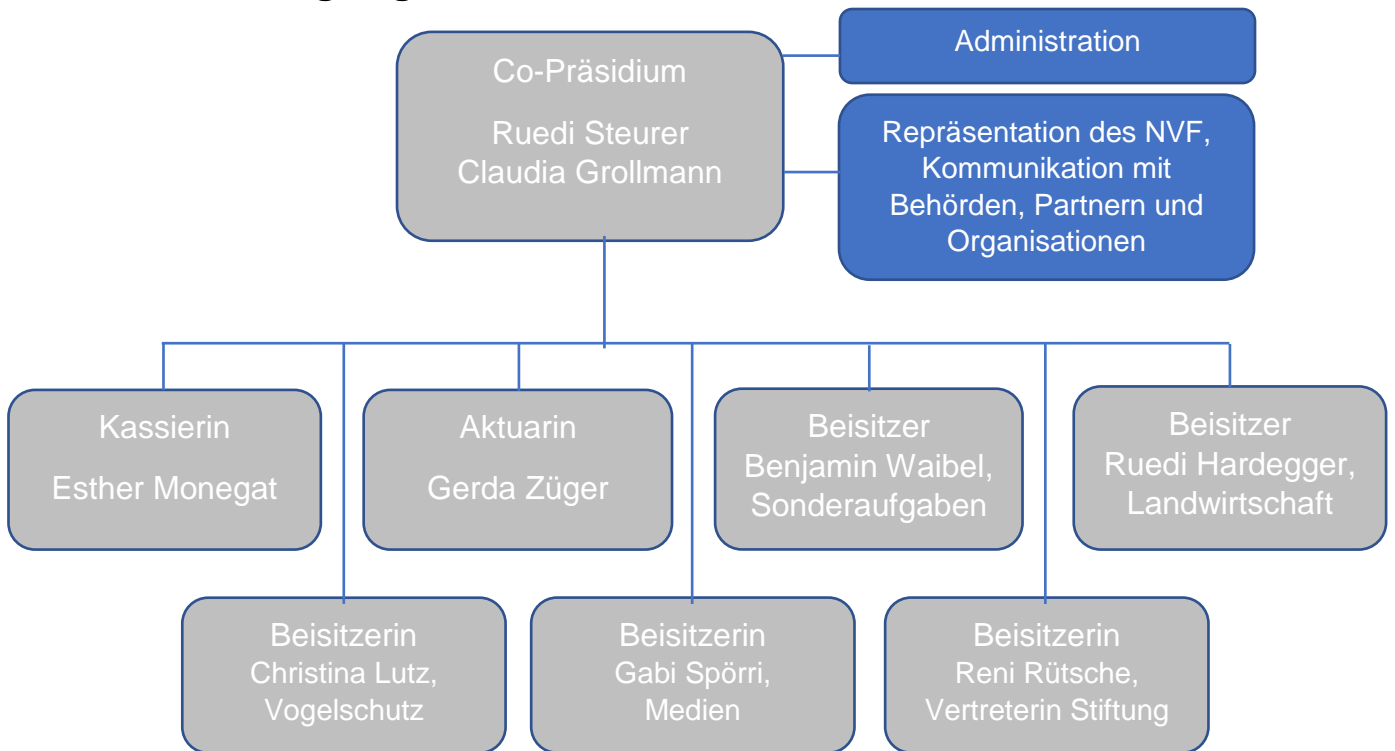 Co-Präsidium
Ruedi Steurer
Claudia Grollmann
Administration
Repräsentation des NVF,
Kommunikation mit
Behörden, Partnern und
Organisationen
Kassierin
Esther Monegat
Aktuarin
Gerda Züger
Beisitzer
Benjamin Waibel,
Sonderaufgaben
Beisitzer
Ruedi Hardegger,
Landwirtschaft
Beisitzerin
Christina Lutz,
Vogelschutz
Beisitzerin
Gabi Spörri,
Medien
Beisitzerin
Reni Rütsche,
Vertreterin Stiftung